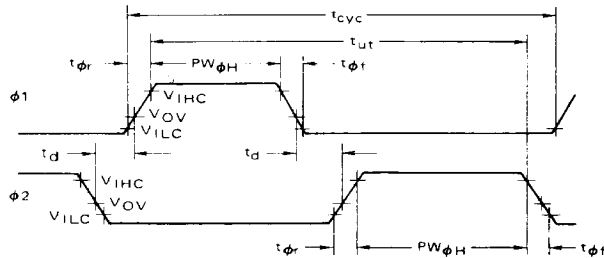 tcyc
tut
tϕr PWϕH tϕf
ϕ1
VIHC
VOV
VILC
td td
VIHC
ϕ2
VOV
VILC
tϕr PWϕH tϕf